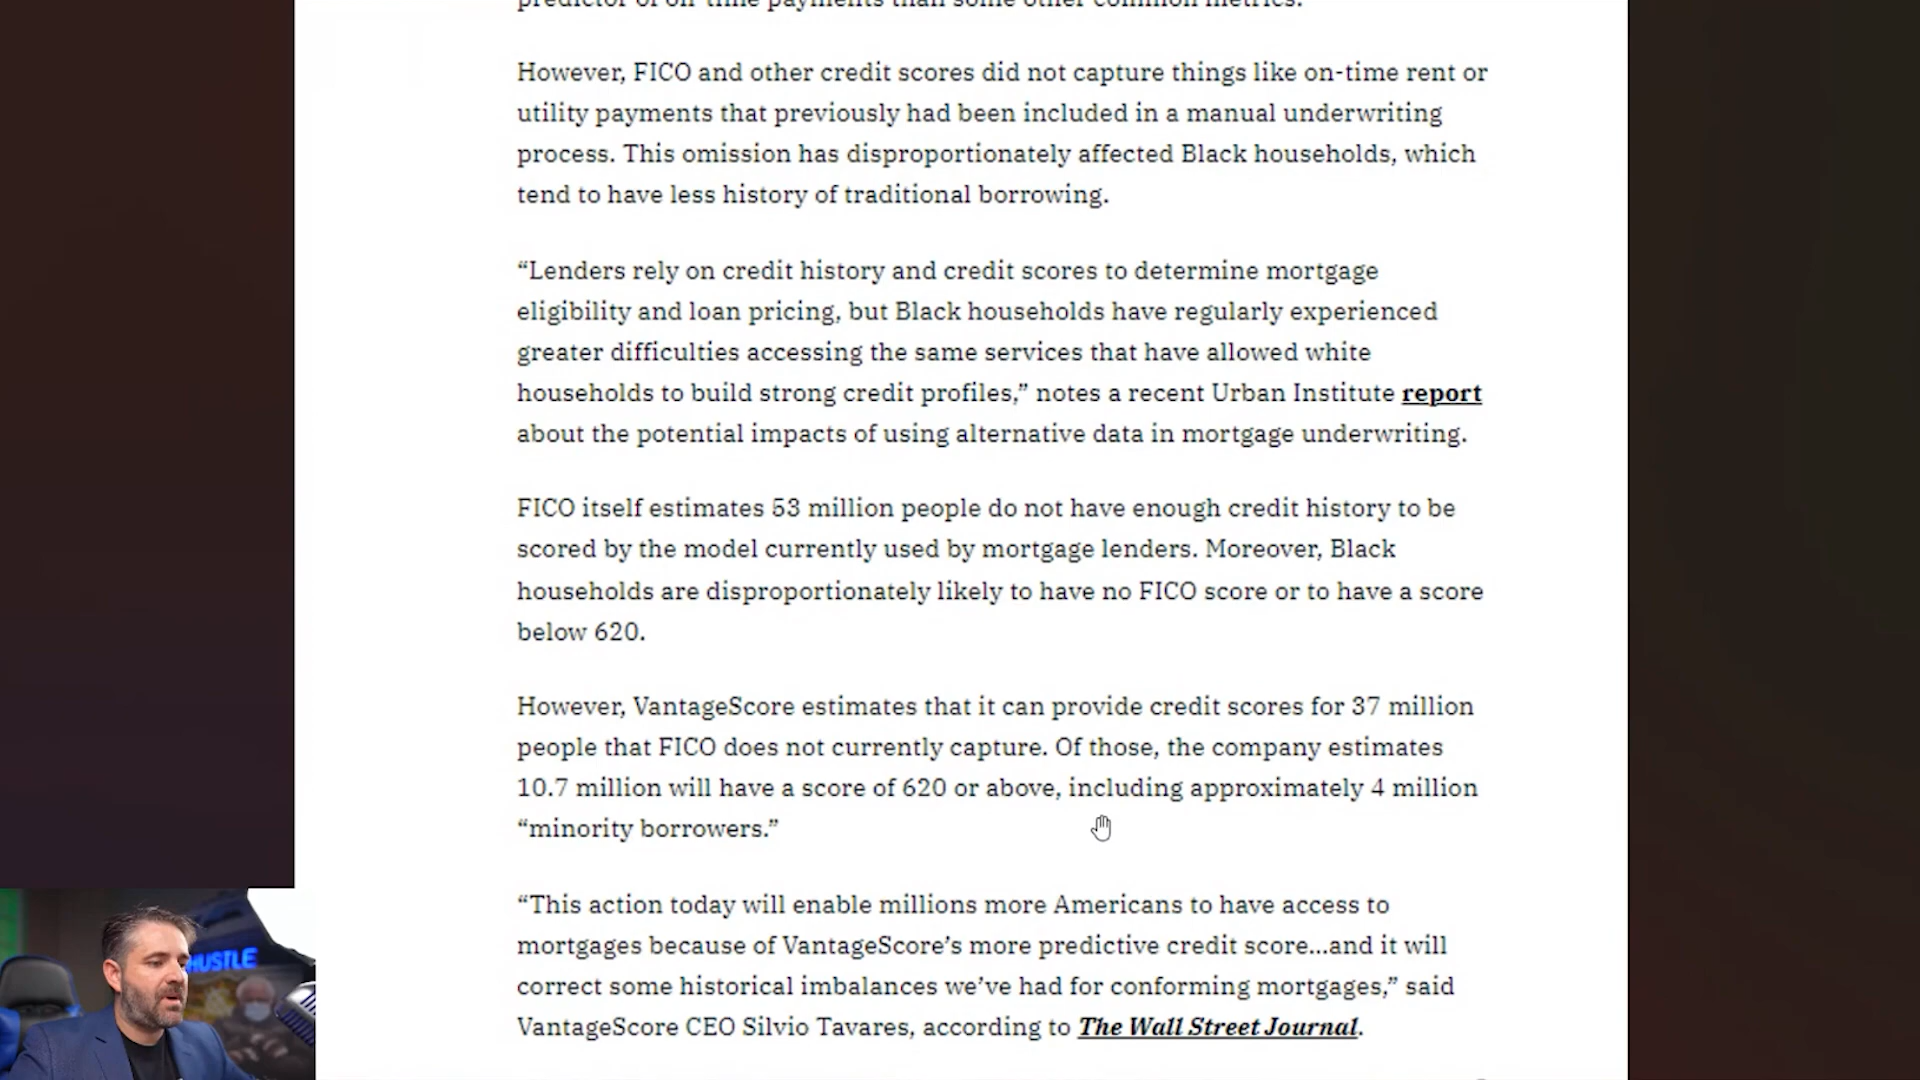 predictor of on-time payments than some other common metrics.
However, FICO and other credit scores did not capture things like on-time rent or
utility payments that previously had been included in a manual underwriting
process. This omission has disproportionately affected Black households, which
tend to have less history of traditional borrowing.
“Lenders rely on credit history and credit scores to determine mortgage
eligibility and loan pricing, but Black households have regularly experienced
greater difficulties accessing the same services that have allowed white
households to build strong credit profiles,” notes a recent Urban Institute report
about the potential impacts of using alternative data in mortgage underwriting.
FICO itself estimates 53 million people do not have enough credit history to be
scored by the model currently used by mortgage lenders. Moreover, Black
households are disproportionately likely to have no FICO score or to have a score
below 620.
However, VantageScore estimates that it can provide credit scores for 37 million
people that FICO does not currently capture. Of those, the company estimates
10.7 million will have a score of 620 or above, including approximately 4 million
“minority borrowers.”
“This action today will enable millions more Americans to have access to
mortgages because of VantageScore’s more predictive credit score…and it will
correct some historical imbalances we’ve had for conforming mortgages,” said
VantageScore CEO Silvio Tavares, according to The Wall Street Journal.
HUSTLE